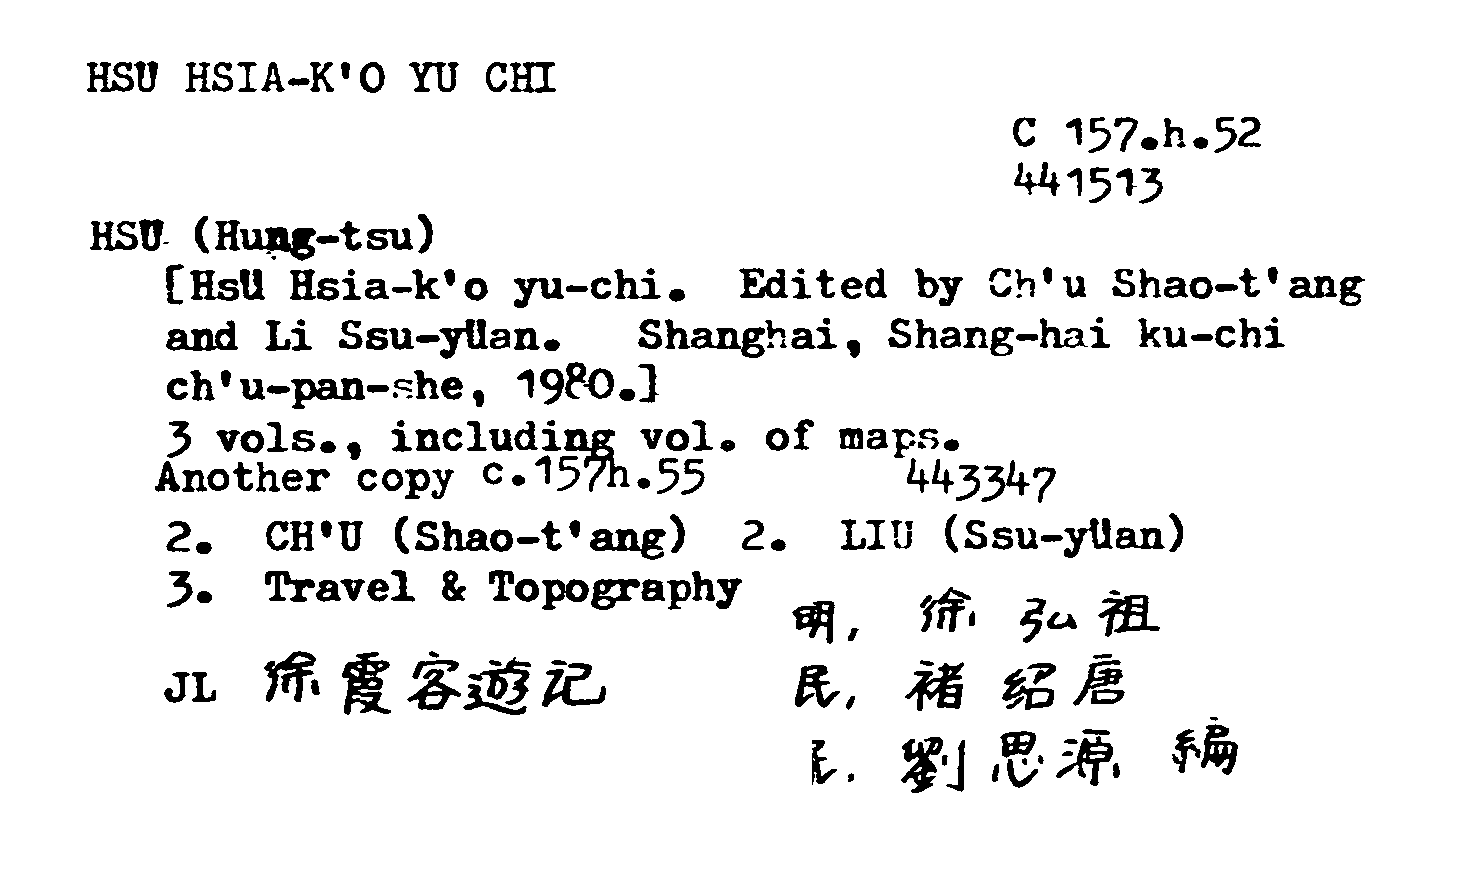 HSU HSIA-K'O YU CHI
C 157.h.52
441513
HSU (Hung-tsu)
[HsÜ Hsia-k'o yu-chi. Edited by Ch'u Shao-t'ang
and Li Ssu-yÜan. Shanghai, Shang-hai ku-chi
ch'u-pan-she, 1980.]
3 vols., including vol. of maps.
Another copy c.157h.55 443347
2. CH'U (Shao-t'ang) 2. LIU (Ssu-yÜan)
3. Travel & Topography
明, 徐 弘 祖
JL 徐霞客遊记
民, 褚 绍 唐
民. 劉 思 源 編